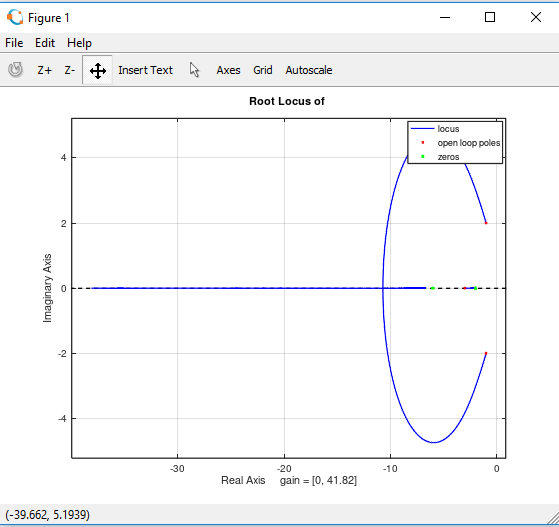 Figure 1
File Edit Help
Z+ Z- Insert Text Axes Grid Autoscale
Root Locus of
locus
open loop poles
zeros
4
2
0
-2
-4
Imaginary Axis
-30 -20 -10 0
Real Axis gain = [0, 41.82]
(-39.662, 5.1939)